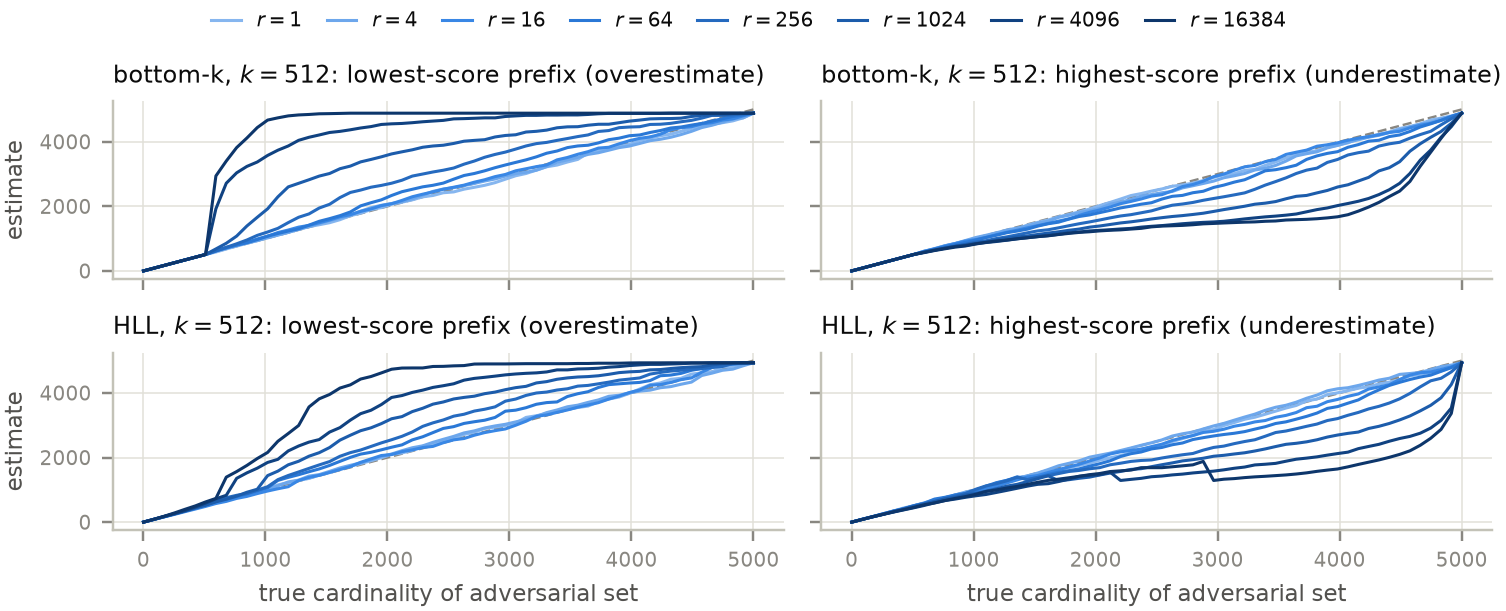 r = 1 r = 4 r = 16 r = 64 r = 256 r = 1024 r = 4096 r = 16384
bottom-k, k = 512: lowest-score prefix (overestimate)
bottom-k, k = 512: highest-score prefix (underestimate)
estimate
4000
2000
0
HLL, k = 512: lowest-score prefix (overestimate)
HLL, k = 512: highest-score prefix (underestimate)
estimate
4000
2000
0
0 1000 2000 3000 4000 5000
0 1000 2000 3000 4000 5000
true cardinality of adversarial set
true cardinality of adversarial set